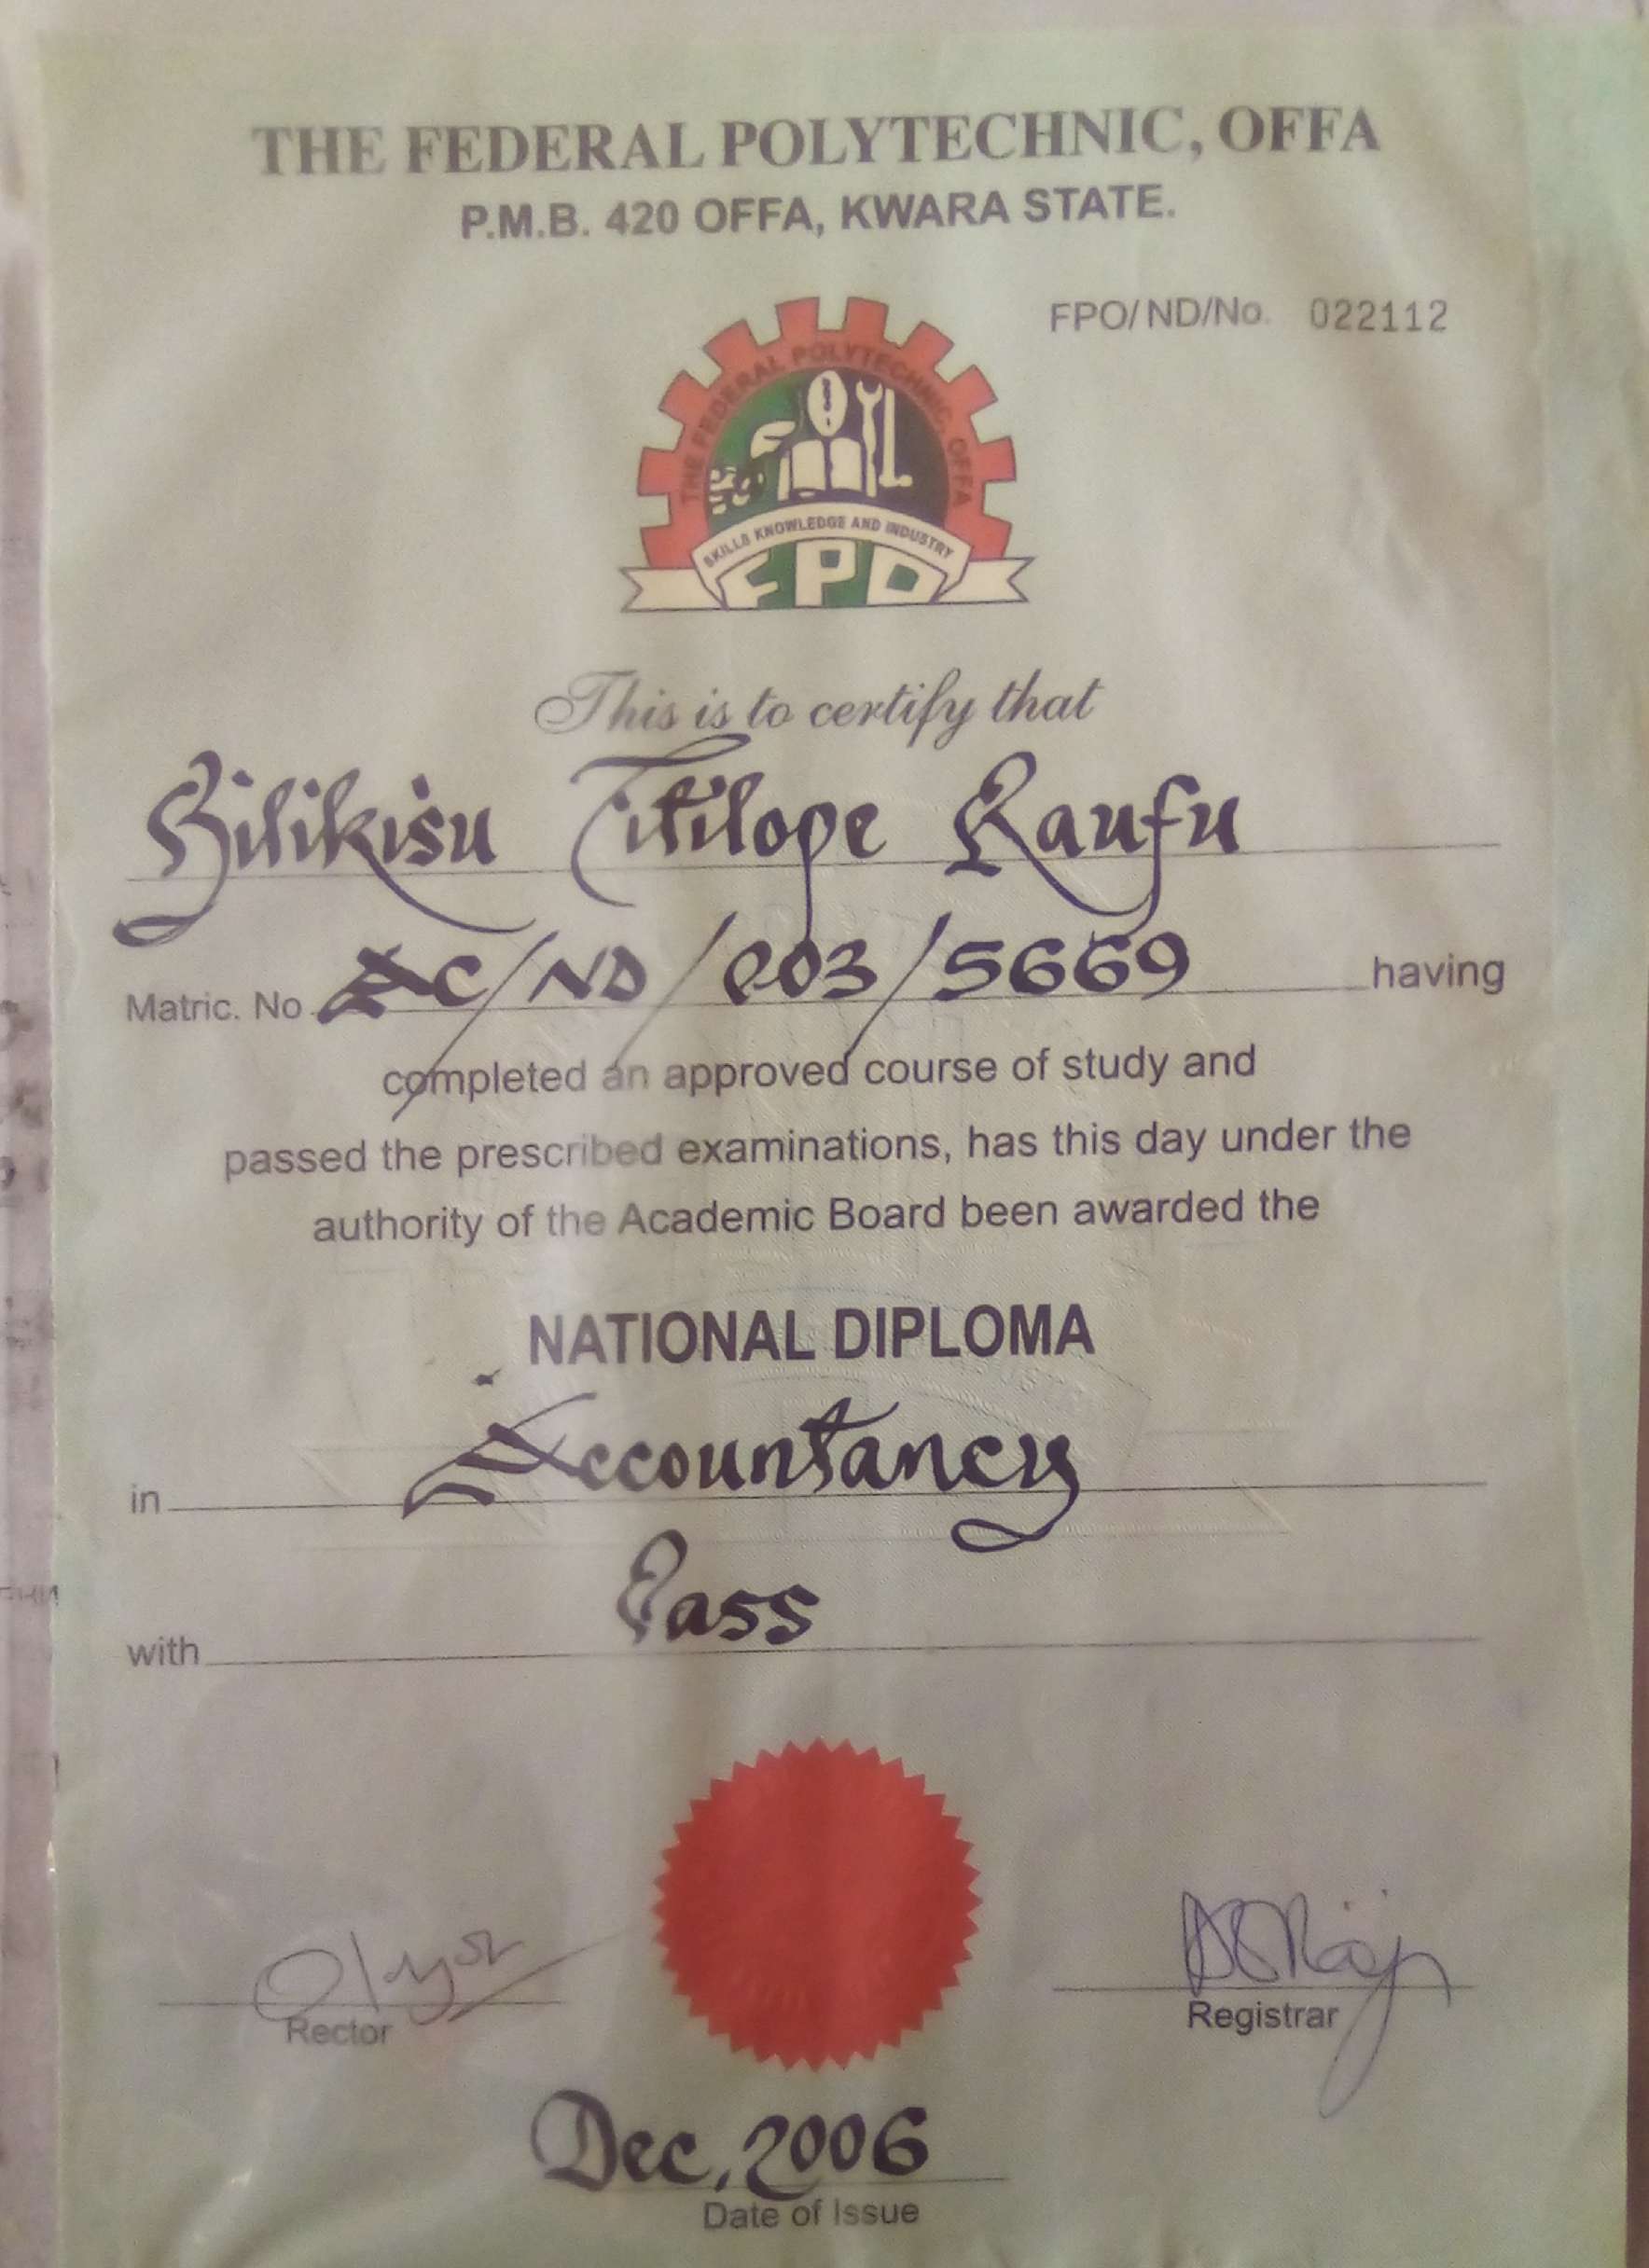 THE FEDERAL POLYTECHNIC, OFFA
P.M.B. 420 OFFA, KWARA STATE.
FPO/ND/No. 022112
THE FEDERAL POLYTECHNIC, OFFA
SKILLS KNOWLEDGE AND INDUSTRY
FPO
This is to certify that
Bilikisu Titilope Raufu
Matric. No AC/ND/P03/5669 having
completed an approved course of study and
passed the prescribed examinations, has this day under the
authority of the Academic Board been awarded the
NATIONAL DIPLOMA
in Accountancy
with Pass
Rector
Registrar
Dec, 2006
Date of Issue